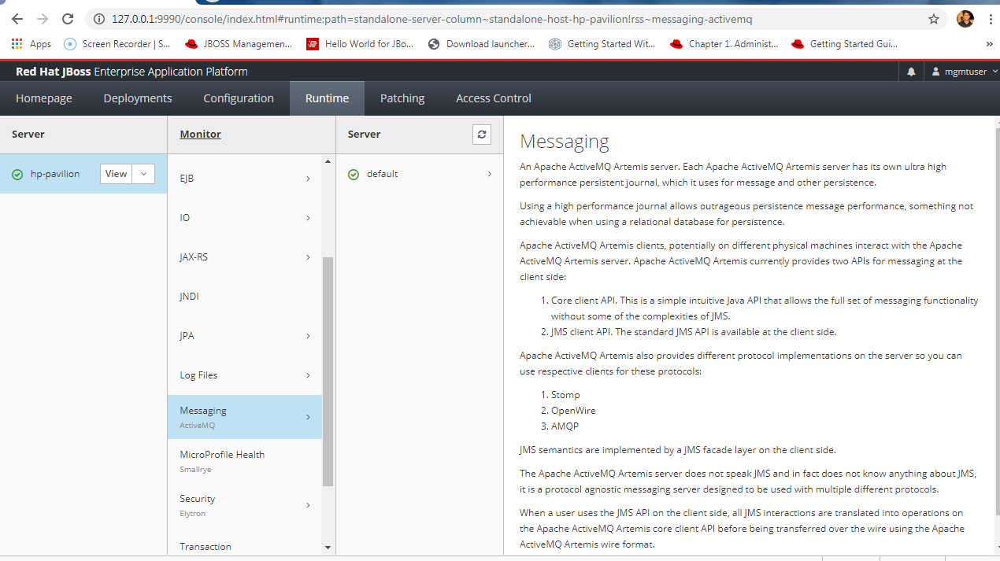 127.0.0.1:9990/console/index.html#runtime;path=standalone-server-column~standalone-host-hp-pavilion!rss~messaging-activemq
Apps Screen Recorder | S... JBOSS Managemen... Hello World for JBo... Download launcher... Getting Started Wit... Chapter 1. Administ... Getting Started Gui... »
Red Hat JBoss Enterprise Application Platform mgmtuser
Homepage Deployments Configuration Runtime Patching Access Control
Server
hp-pavilion View
Monitor
EJB
IO
JAX-RS
JNDI
JPA
Log Files
Messaging
ActiveMQ
MicroProfile Health
Smallrye
Security
Elytron
Transaction
Server
default
Messaging
An Apache ActiveMQ Artemis server. Each Apache ActiveMQ Artemis server has its own ultra high
performance persistent journal, which it uses for message and other persistence.
Using a high performance journal allows outrageous persistence message performance, something not
achievable when using a relational database for persistence.
Apache ActiveMQ Artemis clients, potentially on different physical machines interact with the Apache
ActiveMQ Artemis server. Apache ActiveMQ Artemis currently provides two APIs for messaging at the
client side:
1. Core client API. This is a simple intuitive Java API that allows the full set of messaging functionality
without some of the complexities of JMS.
2. JMS client API. The standard JMS API is available at the client side.
Apache ActiveMQ Artemis also provides different protocol implementations on the server so you can
use respective clients for these protocols:
1. Stomp
2. OpenWire
3. AMQP
JMS semantics are implemented by a JMS facade layer on the client side.
The Apache ActiveMQ Artemis server does not speak JMS and in fact does not know anything about JMS,
it is a protocol agnostic messaging server designed to be used with multiple different protocols.
When a user uses the JMS API on the client side, all JMS interactions are translated into operations on
the Apache ActiveMQ Artemis core client API before being transferred over the wire using the Apache
ActiveMQ Artemis wire format.